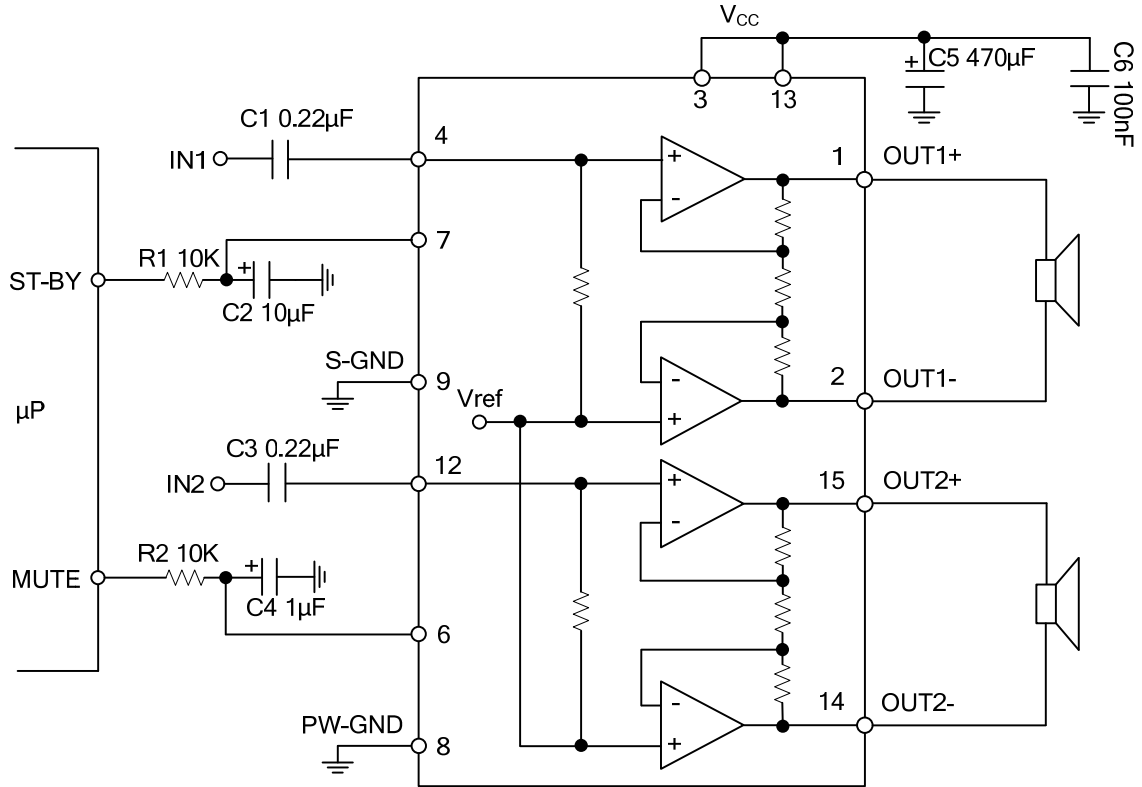 VCC
C5 470µF
C6 100nF
3
13
C1 0.22µF
4
IN1
+
-
1
OUT1+
7
R1 10K
ST-BY
+
C2 10µF
+
S-GND
9
µP
Vref
-
+
2
OUT1-
C3 0.22µF
12
IN2
+
-
15
OUT2+
R2 10K
MUTE
+
C4 1µF
6
-
+
14
OUT2-
PW-GND
8